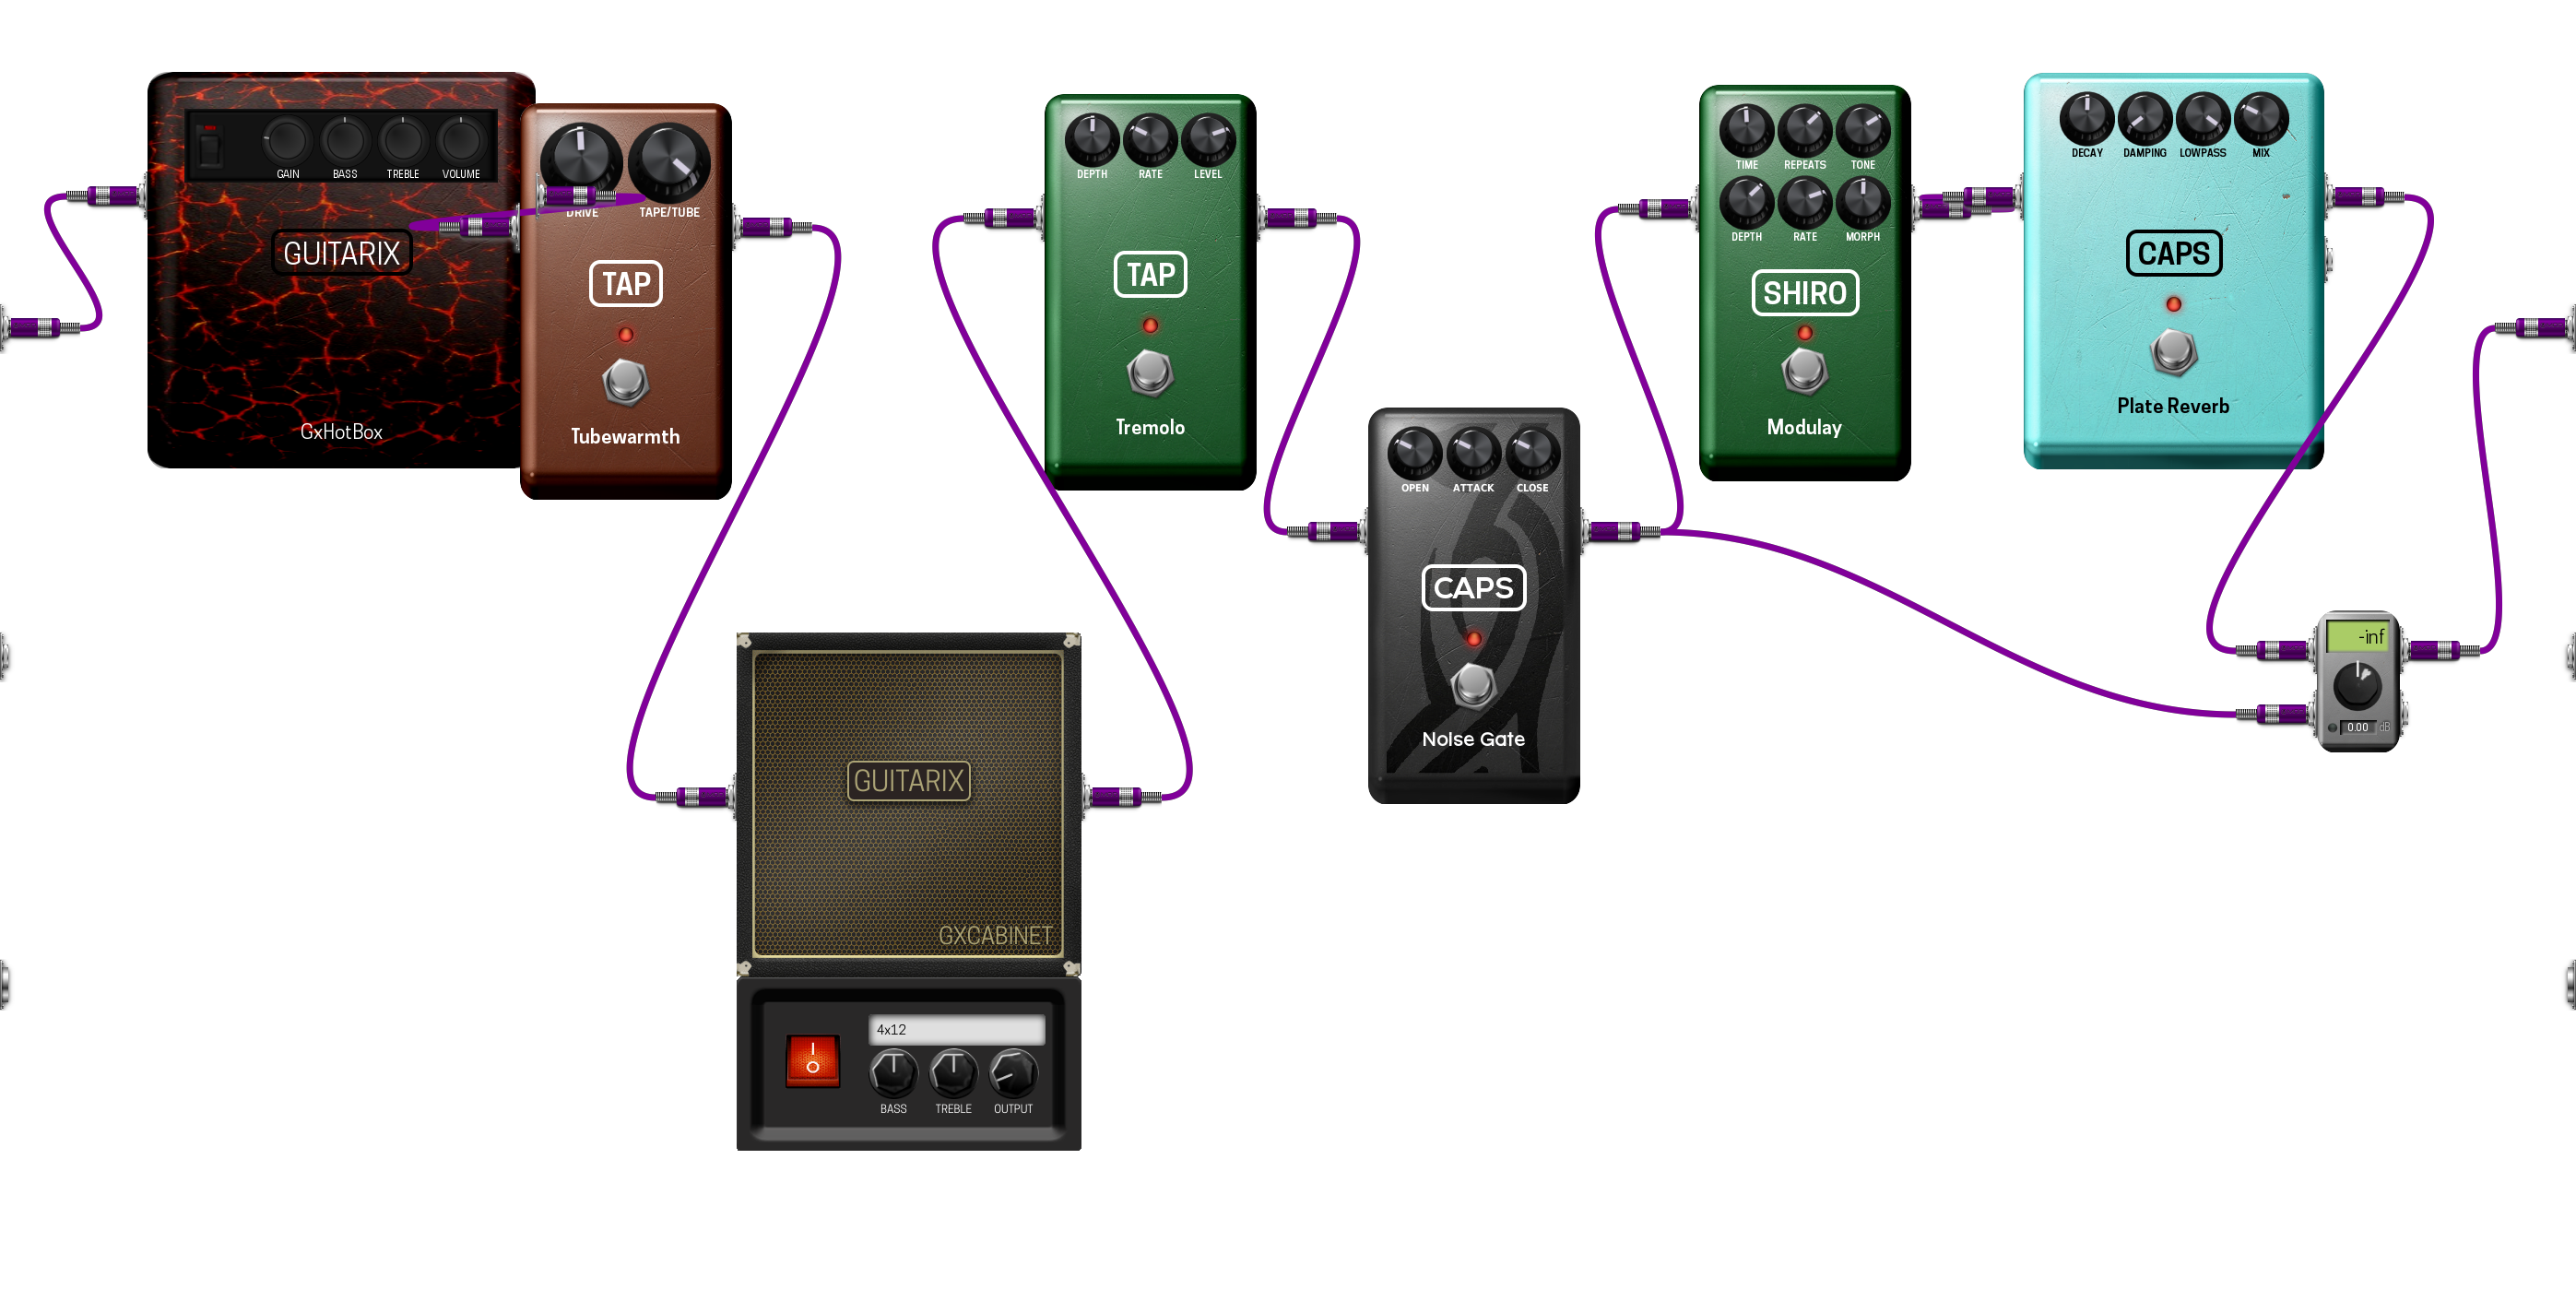 GAIN BASS TREBLE VOLUME
GUITARIX
GxHotBox
DRIVE TAPE/TUBE
TAP
Tubewarmth
GUITARIX
GXCABINET
4x12
I
O
BASS TREBLE OUTPUT
DEPTH RATE LEVEL
TAP
Tremolo
OPEN ATTACK CLOSE
CAPS
Noise Gate
TIME REPEATS TONE
DEPTH RATE MORPH
SHIRO
Modulay
DECAY DAMPING LOWPASS MIX
CAPS
Plate Reverb
-inf
0.00 dB